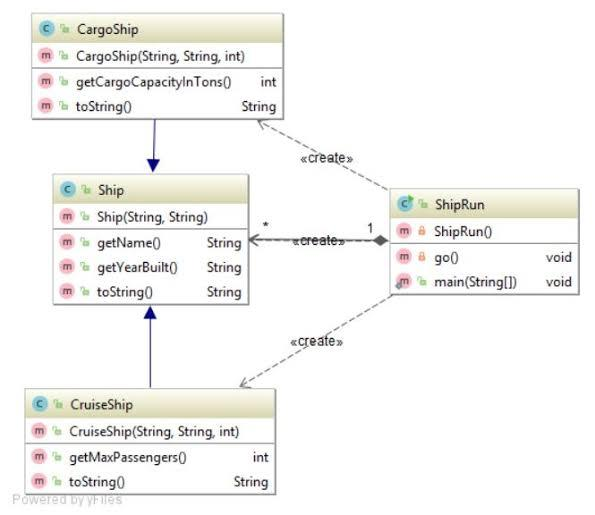 CargoShip
CargoShip(String, String, int)
getCargoCapacityInTons() int
toString() String
«create»
Ship
Ship(String, String)
getName() String
getYearBuilt() String
toString() String
* 1
«create»
ShipRun
ShipRun()
go() void
main(String[]) void
«create»
CruiseShip
CruiseShip(String, String, int)
getMaxPassengers() int
toString() String
Powered by yFiles